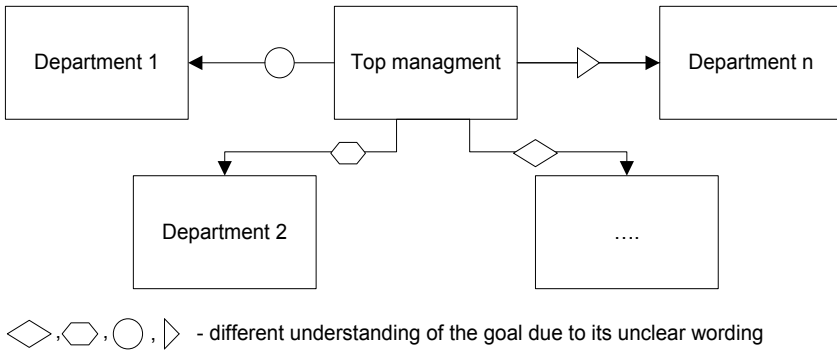 Department 1
Top managment
Department n
Department 2
....
, , , - different understanding of the goal due to its unclear wording